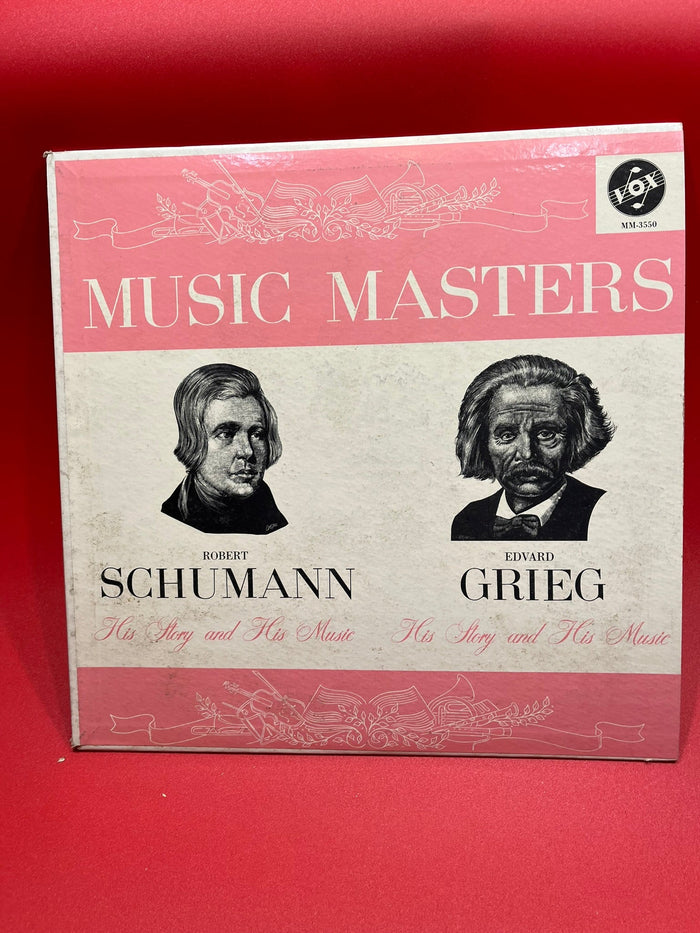 VOX
MM-3550
MUSIC MASTERS
ROBERT
SCHUMANN
His Story and His Music
EDVARD
GRIEG
His Story and His Music